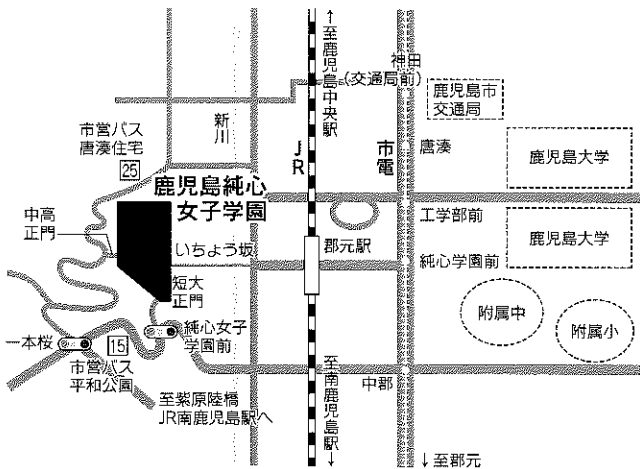 ↑至鹿児島中央駅
神田
(交通局前)
鹿児島市
交通局
新川
市営バス
唐湊住宅
25
JR
市電
唐湊
鹿児島大学
鹿児島純心
女子学園
中高
正門
いちょう坂
郡元駅
工学部前
鹿児島大学
純心学園前
短大
正門
純心女子
学園前
附属中
附属小
一本桜
15
市営バス
平和公園
中郡
至紫原陸橋
JR南鹿児島駅へ
至南鹿児島駅↓
↓至郡元